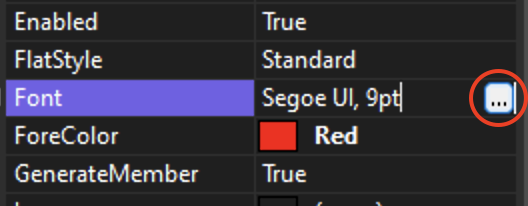 Enabled True
FlatStyle Standard
Font Segoe UI, 9pt ...
ForeColor Red
GenerateMember True